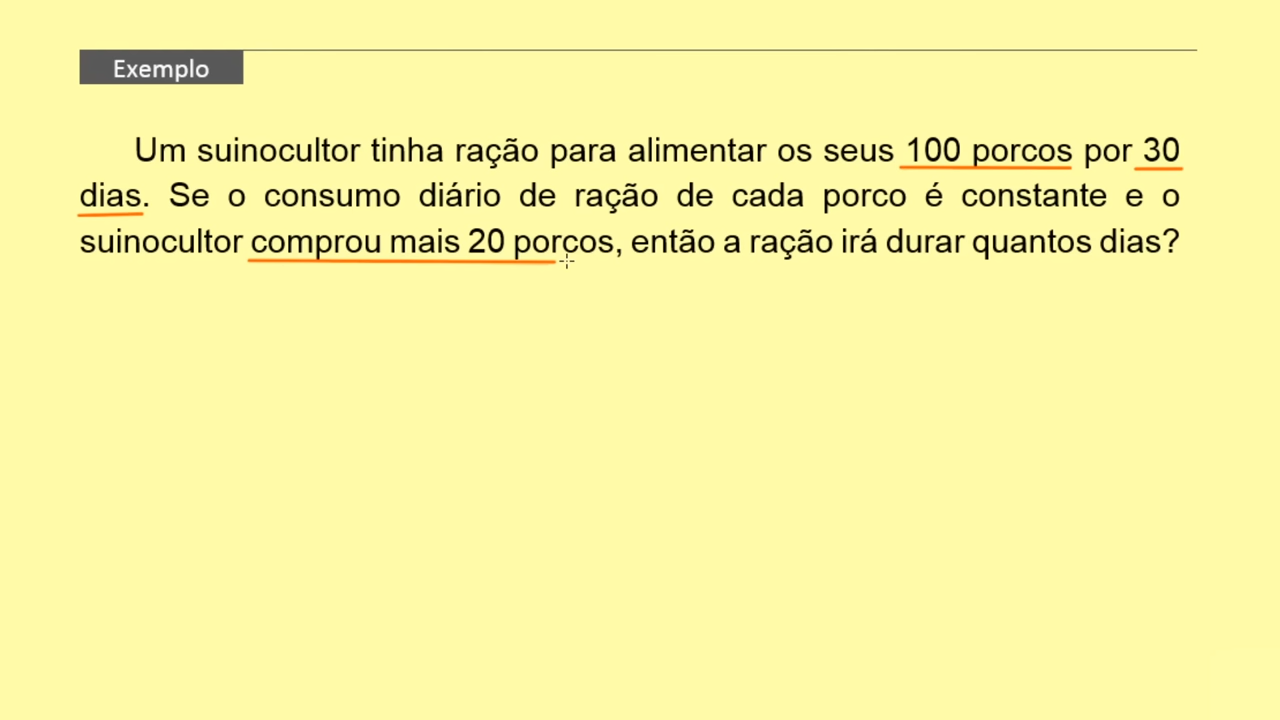 Exemplo
Um suinocultor tinha ração para alimentar os seus 100 porcos por 30
dias. Se o consumo diário de ração de cada porco é constante e o
suinocultor comprou mais 20 porcos, então a ração irá durar quantos dias?